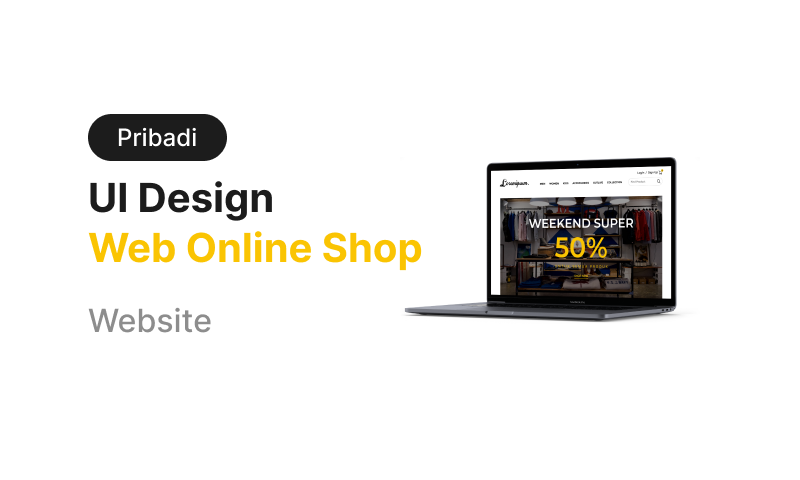 Pribadi
UI Design
Web Online Shop
Website
Login / Sign Up
Loremipsum.
MEN WOMEN KIDS ACCESSORIES OUTLETS COLLECTION
WEEKEND SUPER
50%